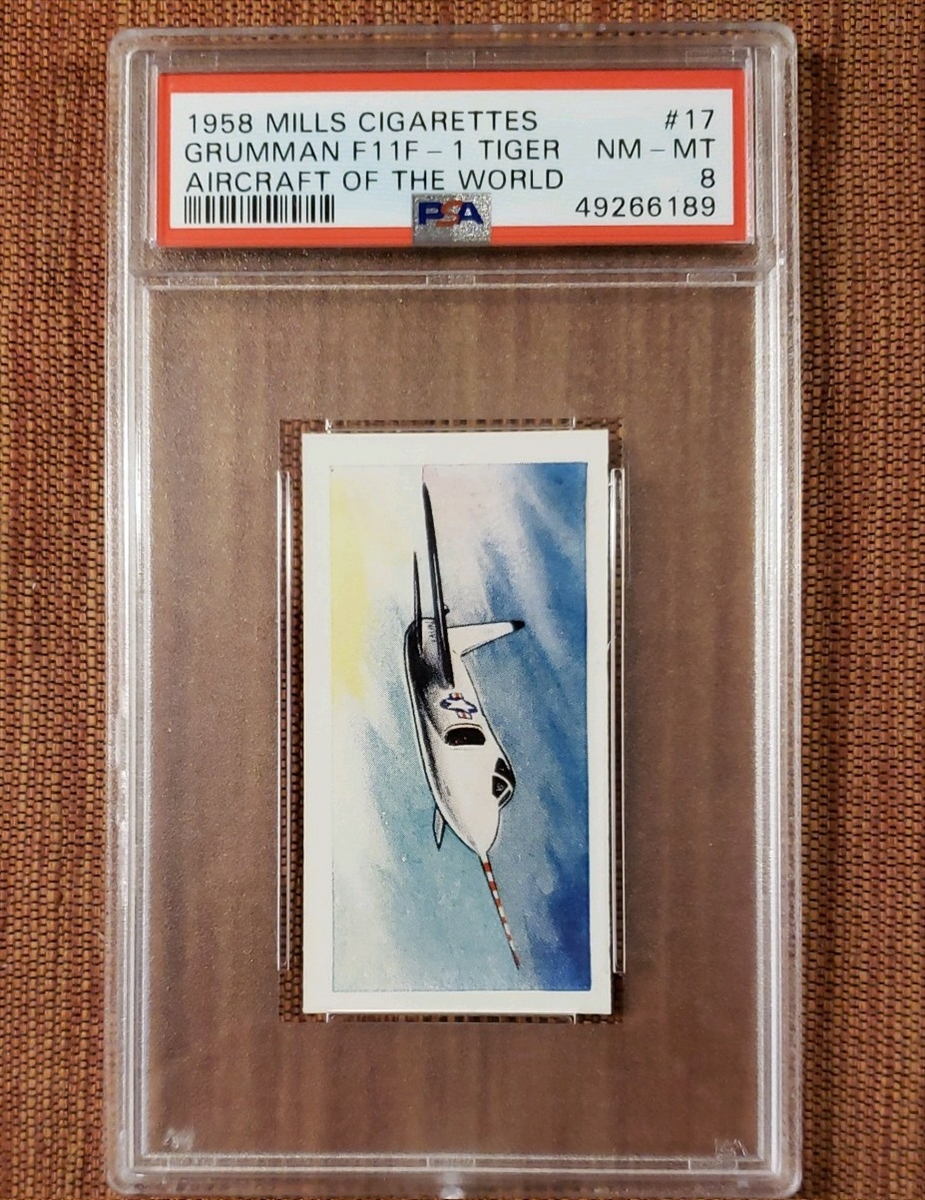 1958 MILLS CIGARETTES #17
GRUMMAN F11F-1 TIGER NM-MT
AIRCRAFT OF THE WORLD 8
PSA 49266189